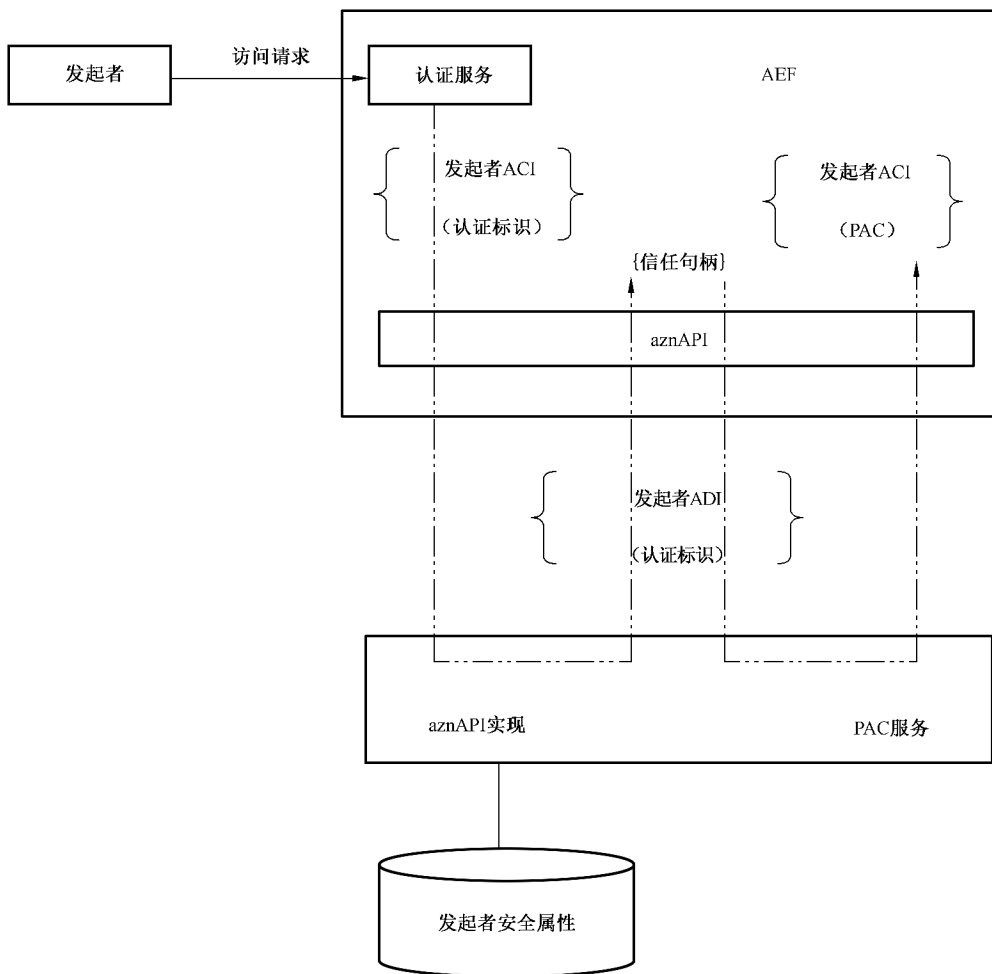 发起者
访问请求
认证服务
AEF
发起者ACI
（认证标识）
发起者ACI
（PAC）
{信任句柄}
aznAPI
发起者ADI
（认证标识）
aznAPI实现
PAC服务
发起者安全属性